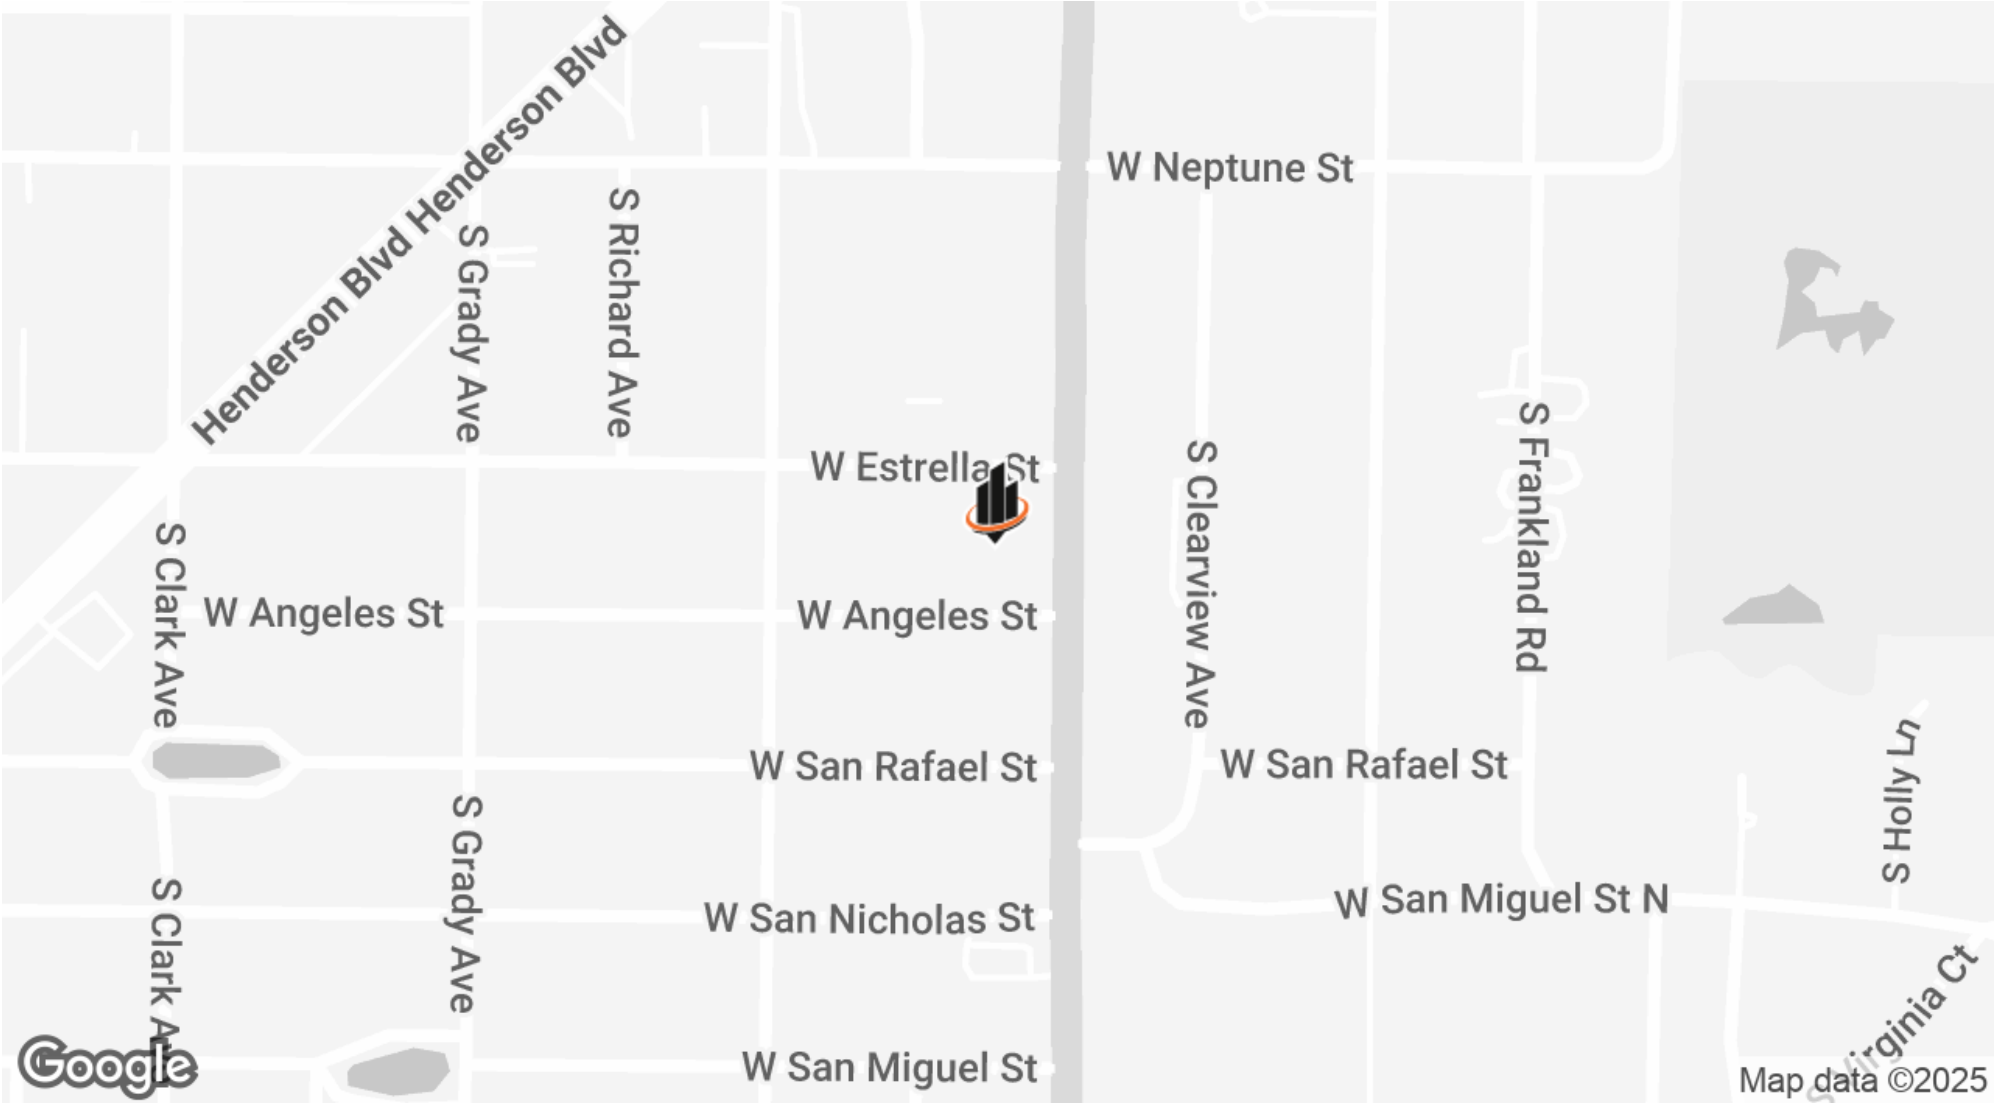 Henderson Blvd
Henderson Blvd
W Neptune St
S Grady Ave
S Richard Ave
W Estrella St
S Clearview Ave
S Frankland Rd
S Clark Ave
W Angeles St
W Angeles St
W San Rafael St
W San Rafael St
S Holly Ln
S Grady Ave
S Clark Ave
W San Nicholas St
W San Miguel St N
S Virginia Ct
W San Miguel St
Google
Map data ©2025